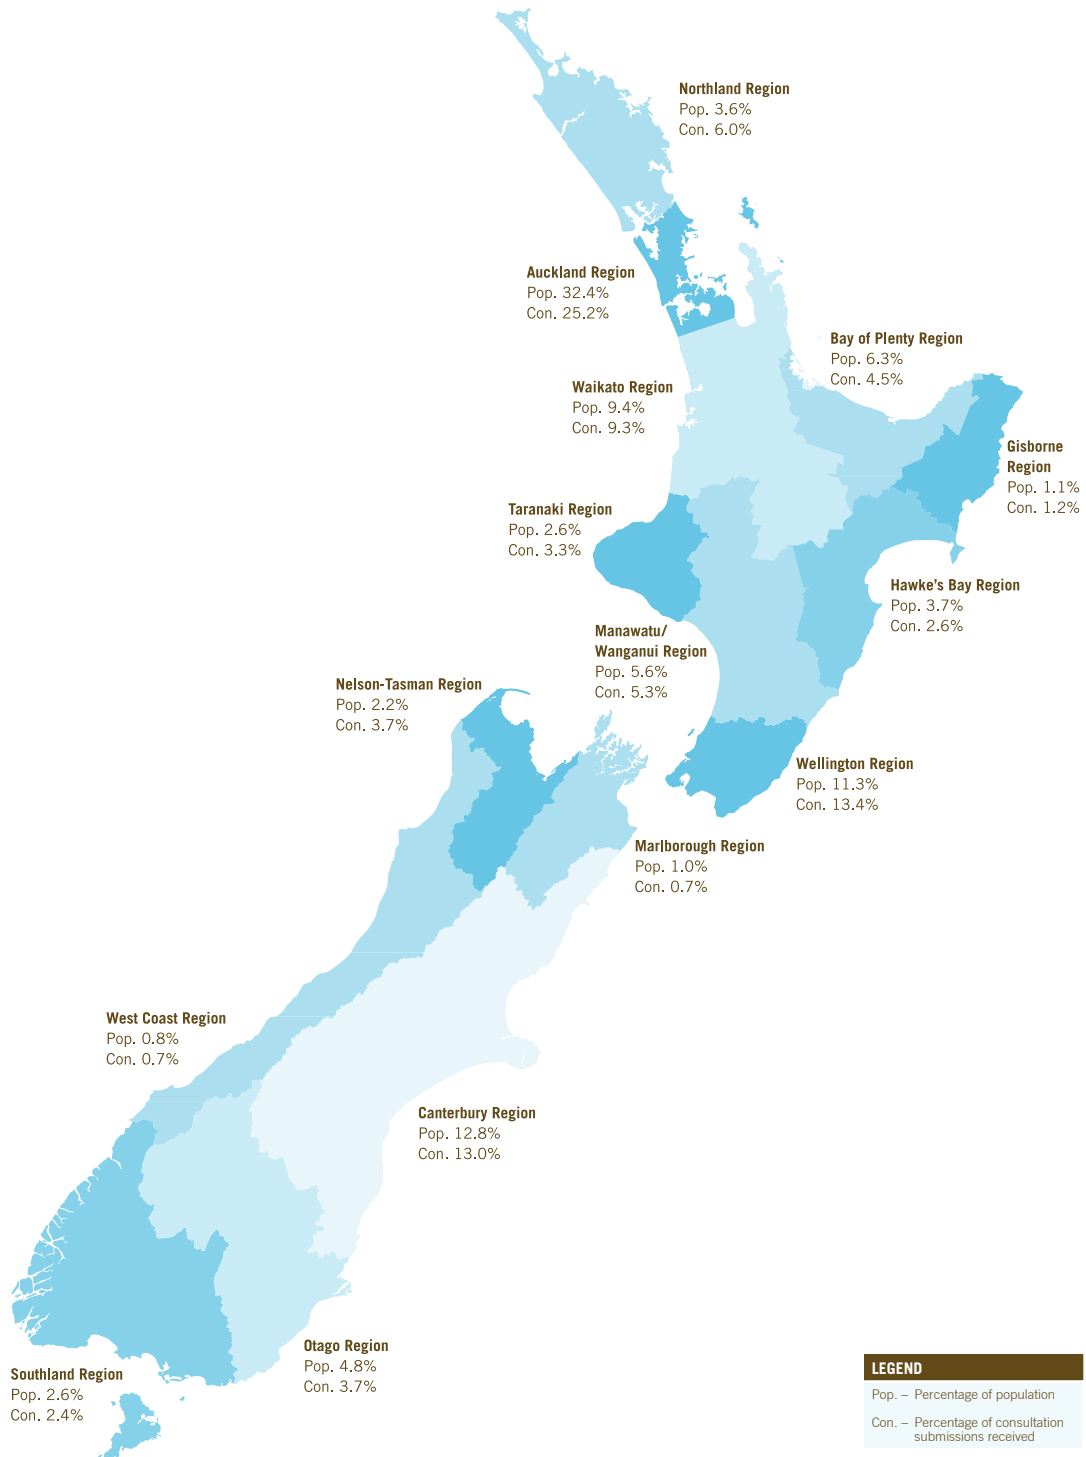 Northland Region
Pop. 3.6%
Con. 6.0%
Auckland Region
Pop. 32.4%
Con. 25.2%
Bay of Plenty Region
Pop. 6.3%
Con. 4.5%
Waikato Region
Pop. 9.4%
Con. 9.3%
Gisborne
Region
Pop. 1.1%
Con. 1.2%
Taranaki Region
Pop. 2.6%
Con. 3.3%
Hawke's Bay Region
Pop. 3.7%
Con. 2.6%
Manawatu/
Wanganui Region
Pop. 5.6%
Con. 5.3%
Nelson-Tasman Region
Pop. 2.2%
Con. 3.7%
Wellington Region
Pop. 11.3%
Con. 13.4%
Marlborough Region
Pop. 1.0%
Con. 0.7%
West Coast Region
Pop. 0.8%
Con. 0.7%
Canterbury Region
Pop. 12.8%
Con. 13.0%
Otago Region
Pop. 4.8%
Con. 3.7%
Southland Region
Pop. 2.6%
Con. 2.4%
LEGEND
Pop. – Percentage of population
Con. – Percentage of consultation
submissions received